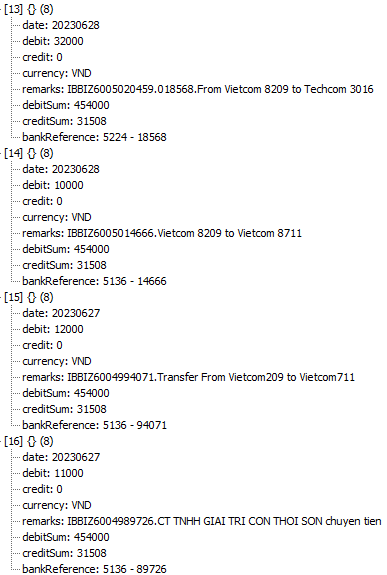 [13] {} (8)
date: 20230628
debit: 32000
credit: 0
currency: VND
remarks: IBBIZ6005020459.018568.From Vietcom 8209 to Techcom 3016
debitSum: 454000
creditSum: 31508
bankReference: 5224 - 18568
[14] {} (8)
date: 20230628
debit: 10000
credit: 0
currency: VND
remarks: IBBIZ6005014666.Vietcom 8209 to Vietcom 8711
debitSum: 454000
creditSum: 31508
bankReference: 5136 - 14666
[15] {} (8)
date: 20230627
debit: 12000
credit: 0
currency: VND
remarks: IBBIZ6004994071.Transfer From Vietcom209 to Vietcom711
debitSum: 454000
creditSum: 31508
bankReference: 5136 - 94071
[16] {} (8)
date: 20230627
debit: 11000
credit: 0
currency: VND
remarks: IBBIZ6004989726.CT TNHH GIAI TRI CON THOI SON chuyen tien
debitSum: 454000
creditSum: 31508
bankReference: 5136 - 89726